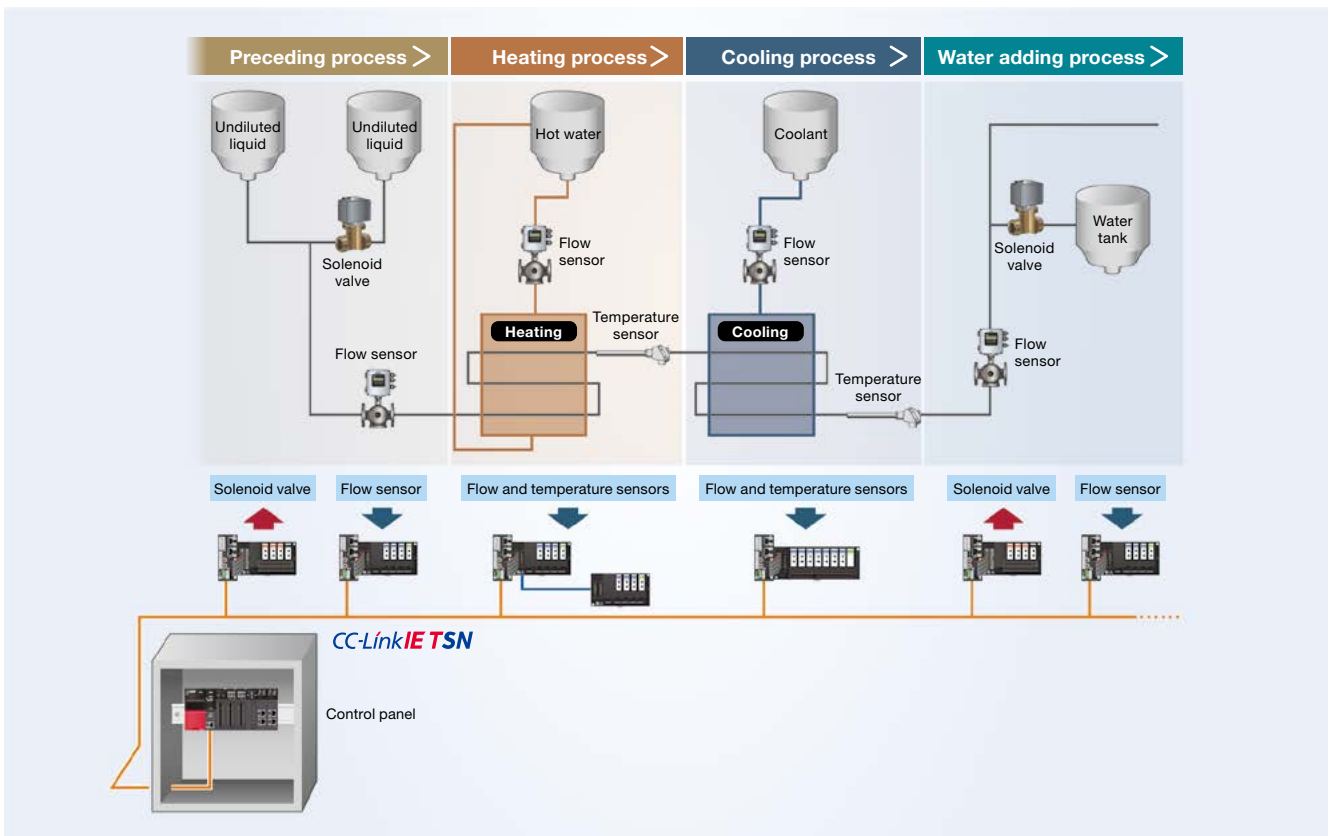 Preceding process >
Heating process >
Cooling process >
Water adding process >
Undiluted
liquid
Undiluted
liquid
Solenoid
valve
Flow sensor
Hot water
Flow
sensor
Heating
Temperature
sensor
Coolant
Flow
sensor
Cooling
Temperature
sensor
Solenoid
valve
Water
tank
Flow
sensor
Solenoid valve
Flow sensor
Flow and temperature sensors
Flow and temperature sensors
Solenoid valve
Flow sensor
CC-Link IE TSN
Control panel